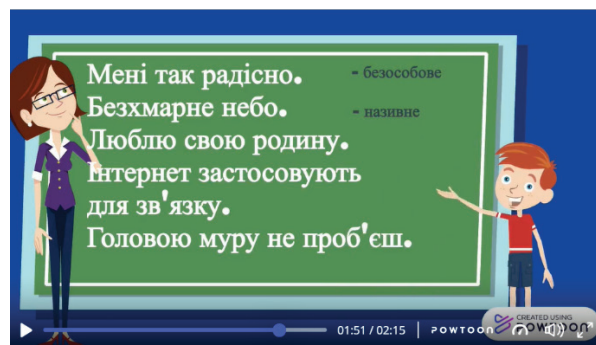 Мені так радісно. - безособове
Безхмарне небо. - називне
Люблю свою родину.
Інтернет застосовують
для зв'язку.
Головою муру не проб'єш.
CREATED USING
POWTOON
01:51 / 02:15 | POWTOON